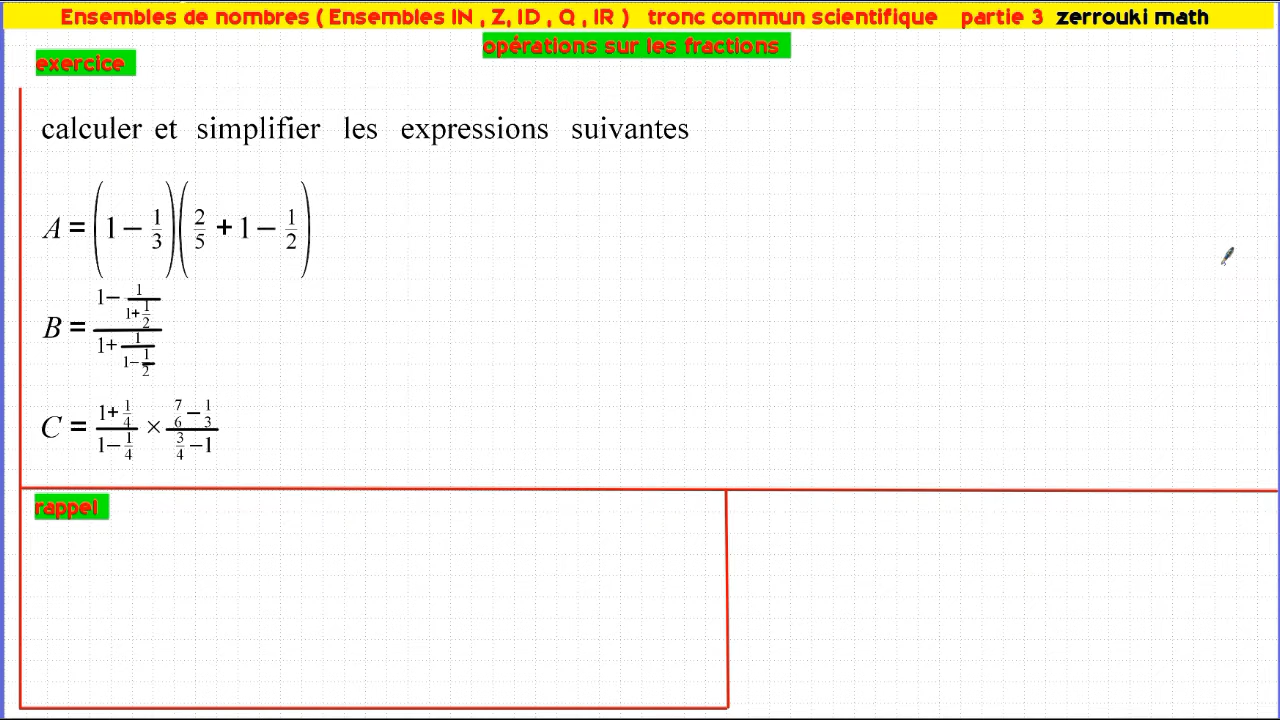 Ensembles de nombres ( Ensembles IN , Z, ID , Q , IR ) tronc commun scientifique partie 3 zerrouki math
opérations sur les fractions
exercice
calculer et simplifier les expressions suivantes
A = (1 − 1/3)(2/5 + 1 − 1/2)
B = (1 − 1/(1 + 1/2))/(1 + 1/(1 − 1/2))
C = (1 + 1/4)/(1 − 1/4) × (7/6 − 1/3)/(3/4 − 1)
rappel